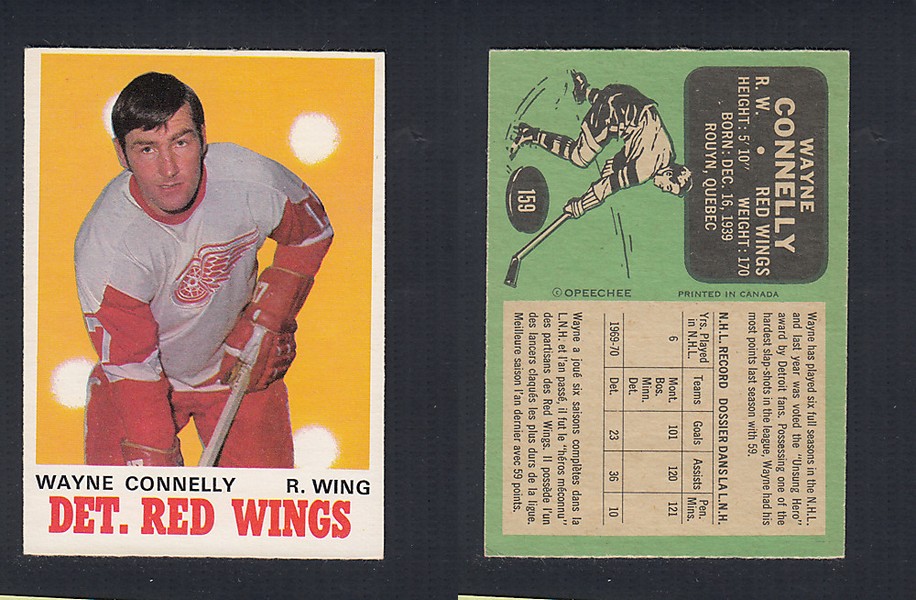 WAYNE CONNELLY R. WING
DET. RED WINGS
WAYNE
CONNELLY
R. W. • RED WINGS
HEIGHT: 5'10" WEIGHT: 170
BORN: DEC. 16, 1939
ROUYN, QUEBEC
159
© OPEECHEE PRINTED IN CANADA
Wayne has played six full seasons in the N.H.L.
and last year was voted the "Unsung Hero"
award by Detroit fans. Possessing one of the
hardest slap-shots in the league, Wayne had his
most points last season with 59.
N.H.L. RECORD DOSSIER DANS LA L.N.H.
Yrs. Played in N.H.L. Teams Goals Assists Pen. Mins.
6 Mont. 101 120 121
Bos.
Minn.
Det.
1969-70 Det. 23 36 10
Wayne a joué six saisons complètes dans la
L.N.H. et l'an passé, il fut le "héros méconnu"
des partisans des Red Wings. Il possède l'un
des lancers claqués les plus durs de la ligue.
Meilleure saison l'an dernier avec 59 points.